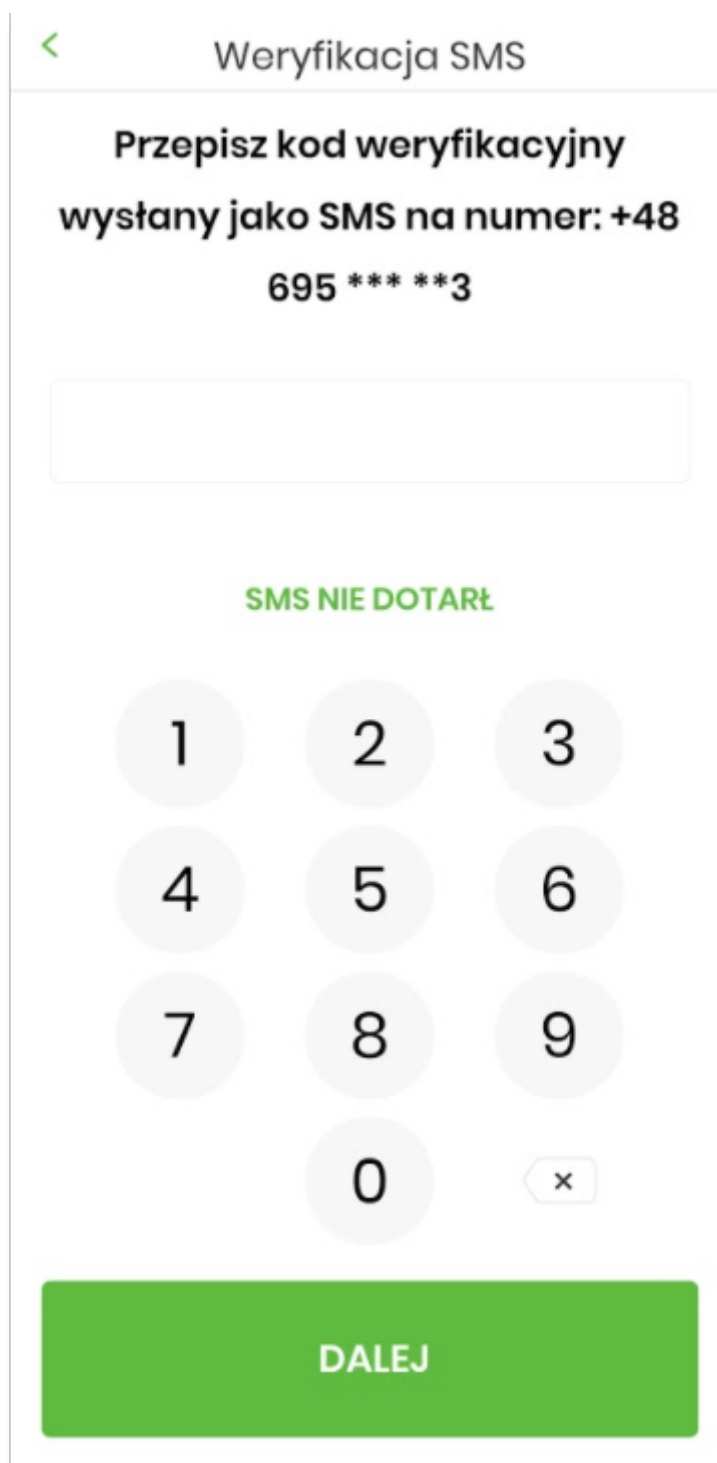 Weryfikacja SMS
Przepisz kod weryfikacyjny
wysłany jako SMS na numer: +48
695 *** **3
SMS NIE DOTARŁ
1 2 3
4 5 6
7 8 9
0
DALEJ